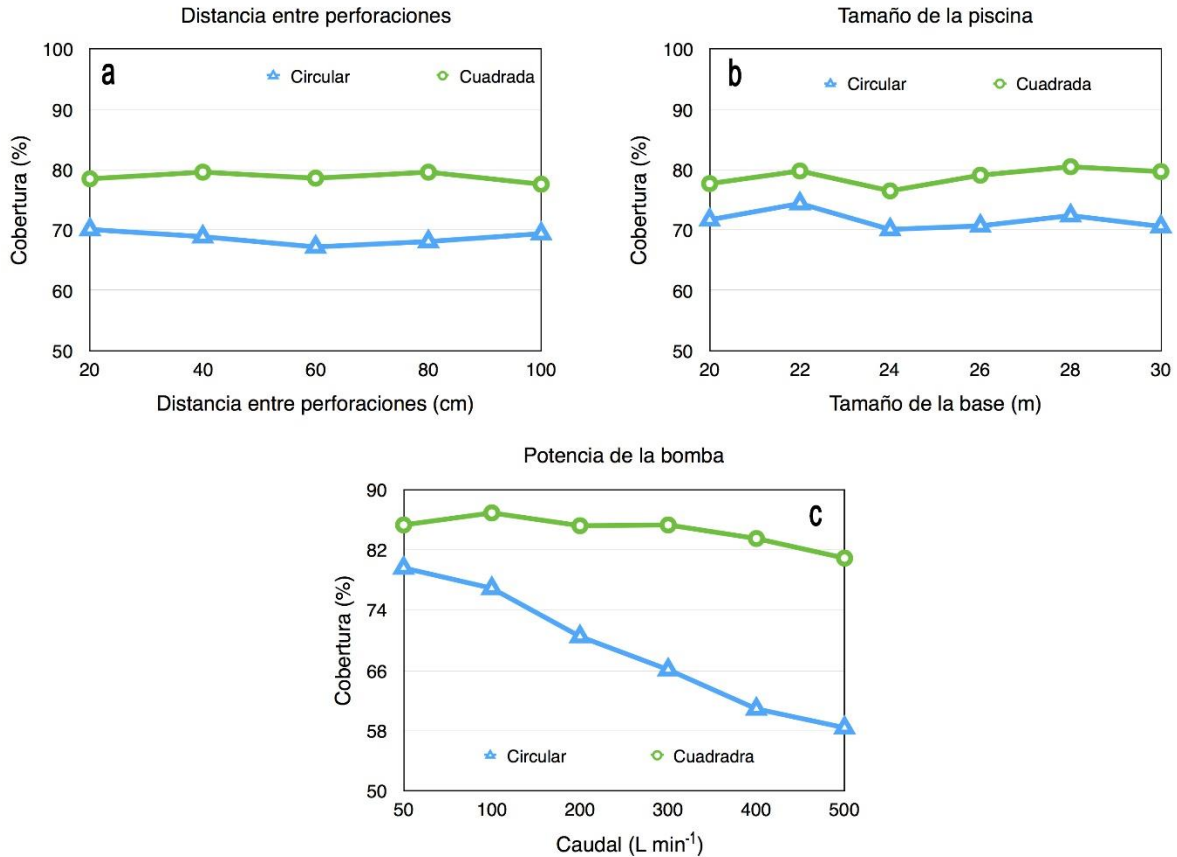 Distancia entre perforaciones
a
Circular Cuadrada
100
90
80
70
60
50
Cobertura (%)
20 40 60 80 100
Distancia entre perforaciones (cm)
Tamaño de la piscina
b
Circular Cuadrada
100
90
80
70
60
50
Cobertura (%)
20 22 24 26 28 30
Tamaño de la base (m)
Potencia de la bomba
c
90
82
74
66
58
50
Cobertura (%)
Circular Cuadradra
50 100 200 300 400 500
Caudal (L min⁻¹)